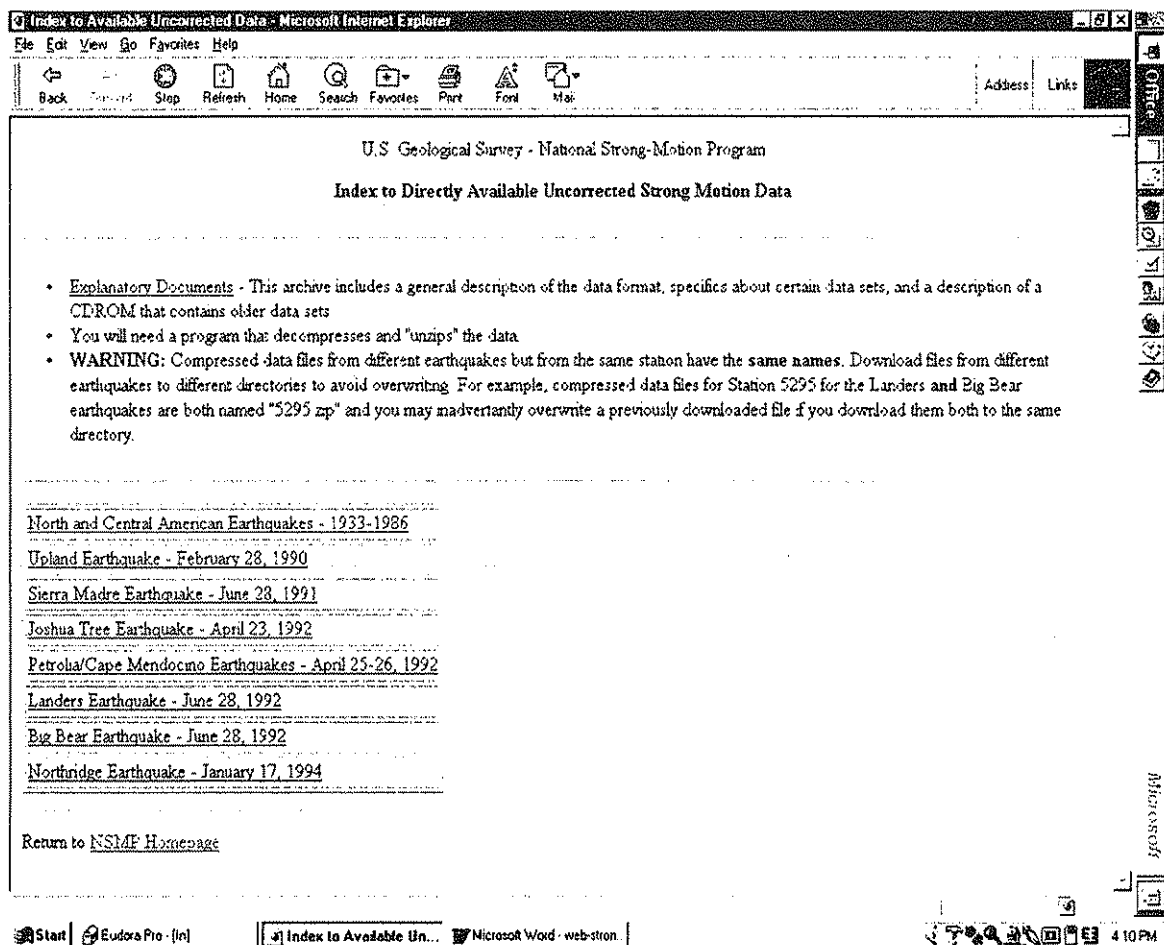 Index to Available Uncorrected Data - Microsoft Internet Explorer
File Edit View Go Favorites Help
Back Forward Stop Refresh Home Search Favorites Print Font Mail
Address Links
Office
U.S. Geological Survey - National Strong-Motion Program
Index to Directly Available Uncorrected Strong Motion Data
• Explanatory Documents - This archive includes a general description of the data format, specifics about certain data sets, and a description of a
CDROM that contains older data sets
• You will need a program that decompresses and "unzips" the data
• WARNING: Compressed data files from different earthquakes but from the same station have the same names. Download files from different
earthquakes to different directories to avoid overwriting. For example, compressed data files for Station 5295 for the Landers and Big Bear
earthquakes are both named "5295 zip" and you may inadvertantly overwrite a previously downloaded file if you download them both to the same
directory.
North and Central American Earthquakes - 1933-1986
Upland Earthquake - February 28, 1990
Sierra Madre Earthquake - June 28, 1991
Joshua Tree Earthquake - April 23, 1992
Petrolia/Cape Mendocino Earthquakes - April 25-26, 1992
Landers Earthquake - June 28, 1992
Big Bear Earthquake - June 28, 1992
Northridge Earthquake - January 17, 1994
Return to NSMP Homepage
Microsoft
Start Eudora Pro - [In] Index to Available Un... Microsoft Word - web-stron... 4:10 PM